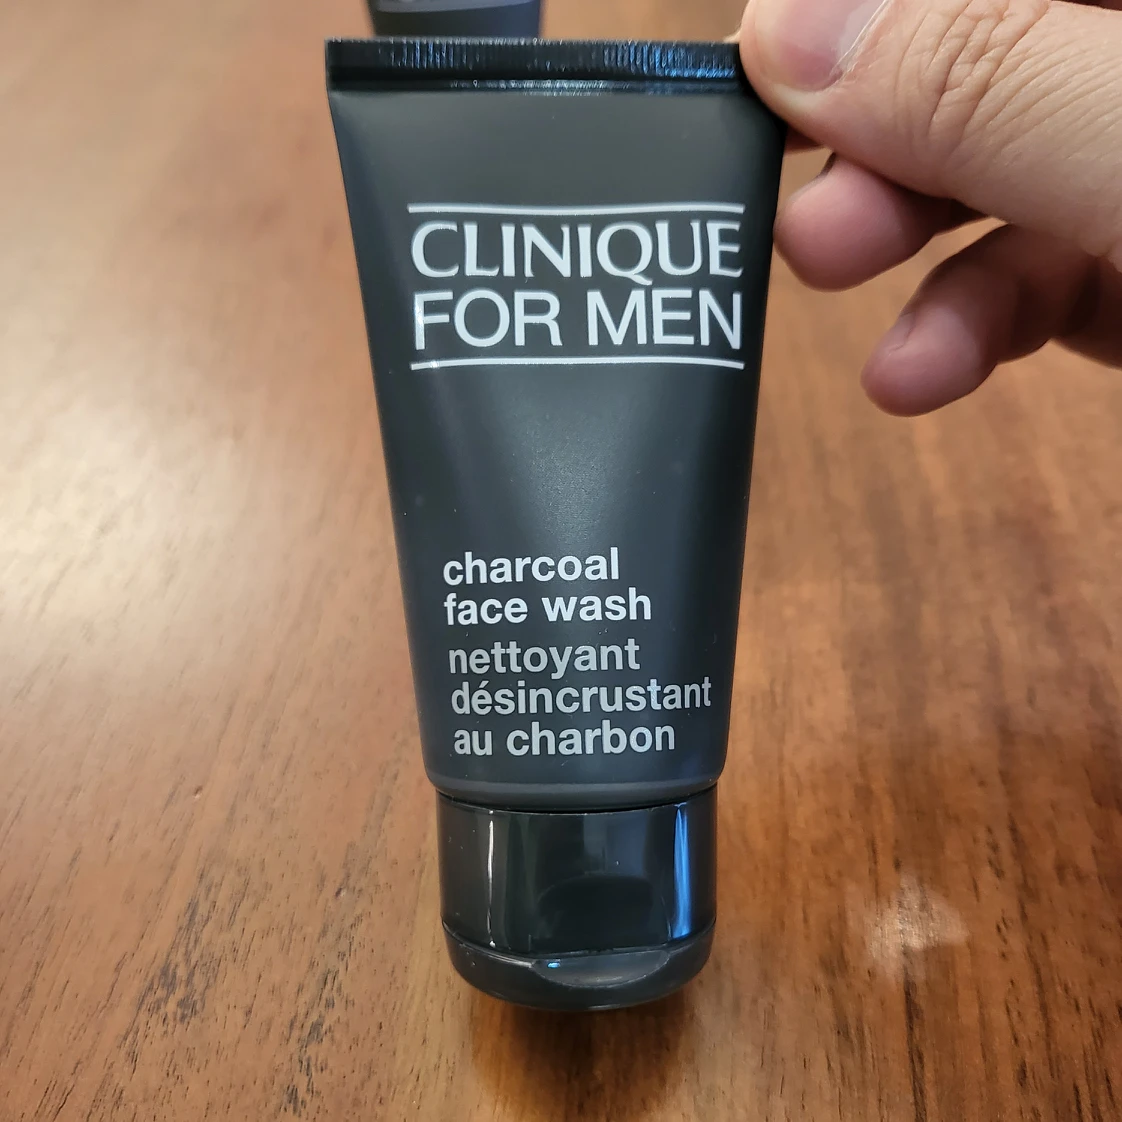 CLINIQUE
FOR MEN
charcoal
face wash
nettoyant
désincrustant
au charbon